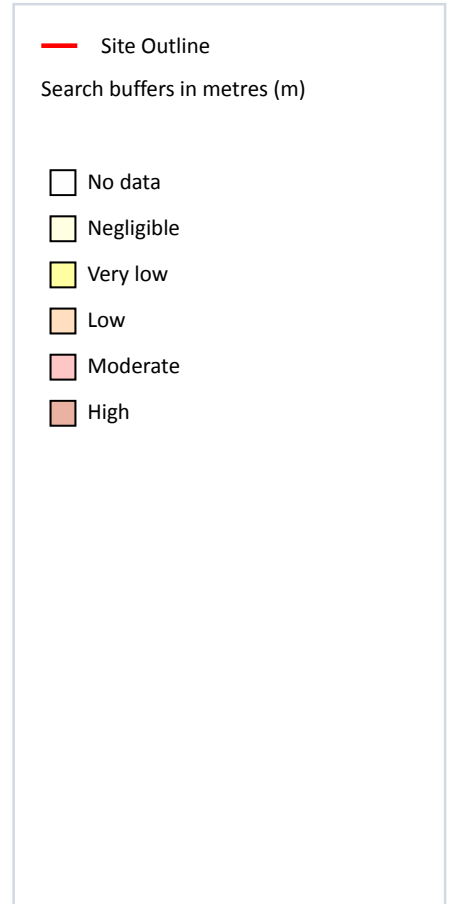 Site Outline
Search buffers in metres (m)
No data
Negligible
Very low
Low
Moderate
High